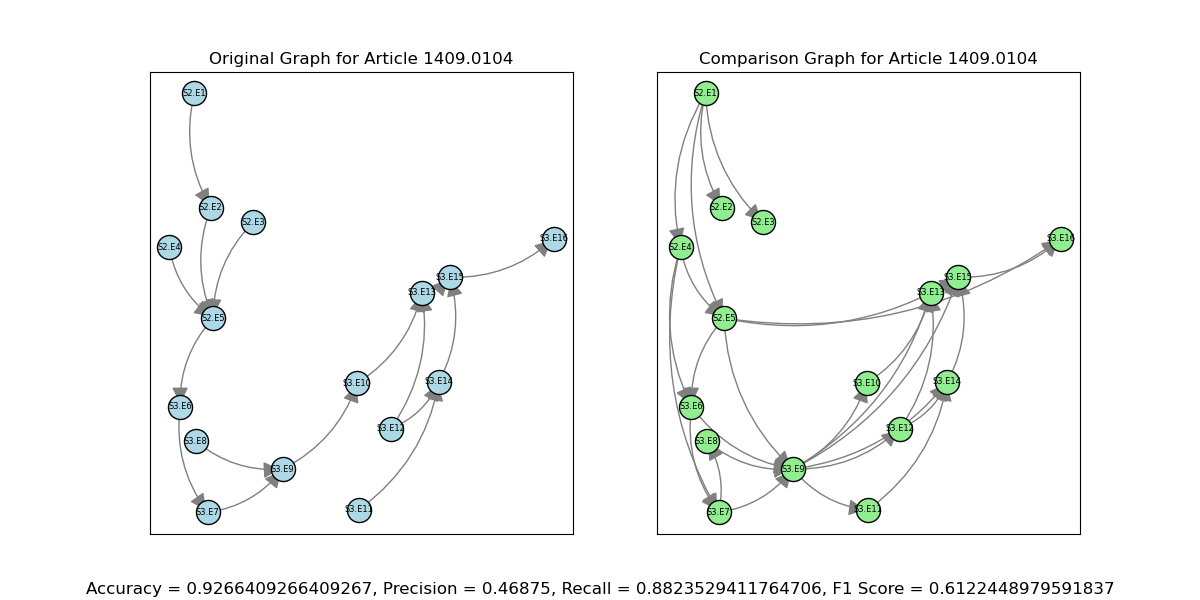 Original Graph for Article 1409.0104
S2.E1
S2.E2
S2.E3
S2.E4
S3.E16
S3.E15
S3.E13
S2.E5
S3.E10
S3.E14
S3.E6
S3.E12
S3.E8
S3.E9
S3.E7
S3.E11
Comparison Graph for Article 1409.0104
S2.E1
S2.E2
S2.E3
S2.E4
S3.E16
S3.E15
S3.E13
S2.E5
S3.E10
S3.E14
S3.E6
S3.E12
S3.E8
S3.E9
S3.E7
S3.E11
Accuracy = 0.9266409266409267, Precision = 0.46875, Recall = 0.8823529411764706, F1 Score = 0.6122448979591837